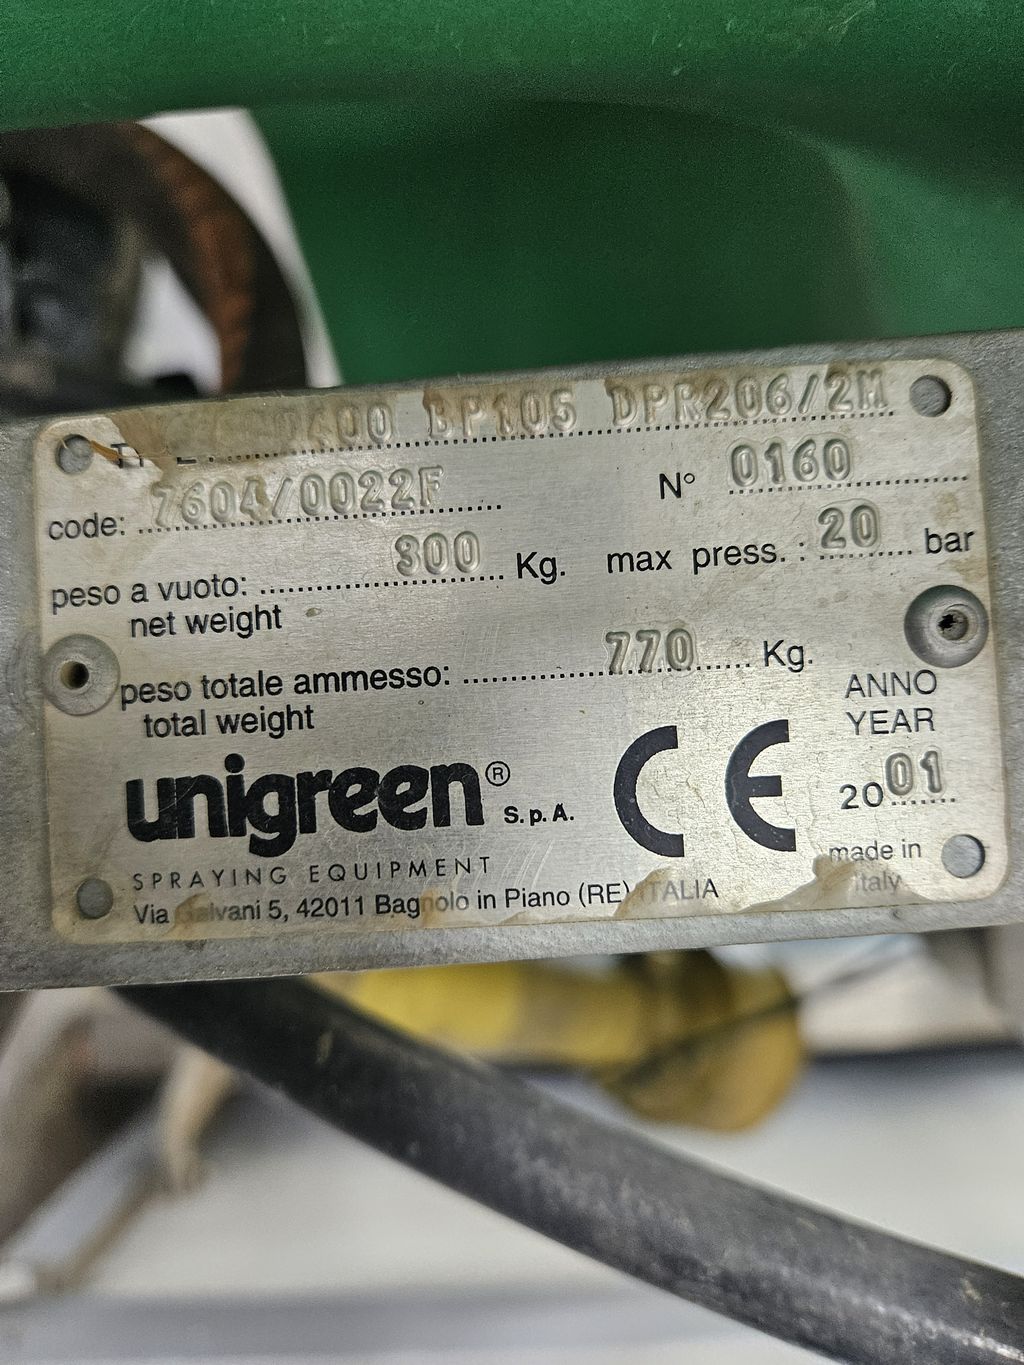 BP105 DPR206/2M
code: 7604/0022F N° 0160
peso a vuoto: 300 Kg. max press. : 20 bar
net weight
peso totale ammesso: 770 Kg.
total weight
ANNO
YEAR
2001
unigreen® S.p.A. CE
SPRAYING EQUIPMENT
Via Galvani 5, 42011 Bagnolo in Piano (RE) ITALIA
made in
Italy